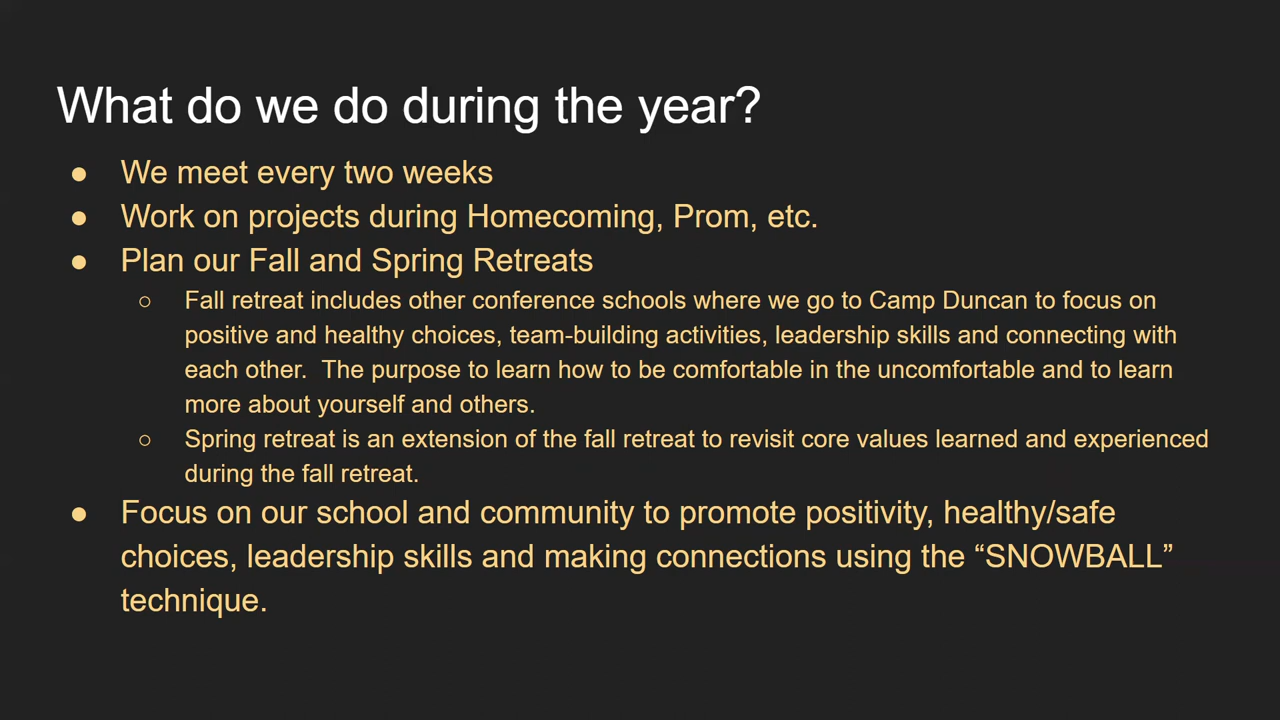 What do we do during the year?
● We meet every two weeks
● Work on projects during Homecoming, Prom, etc.
● Plan our Fall and Spring Retreats
○ Fall retreat includes other conference schools where we go to Camp Duncan to focus on
positive and healthy choices, team-building activities, leadership skills and connecting with
each other.  The purpose to learn how to be comfortable in the uncomfortable and to learn
more about yourself and others.
○ Spring retreat is an extension of the fall retreat to revisit core values learned and experienced
during the fall retreat.
● Focus on our school and community to promote positivity, healthy/safe
choices, leadership skills and making connections using the “SNOWBALL”
technique.